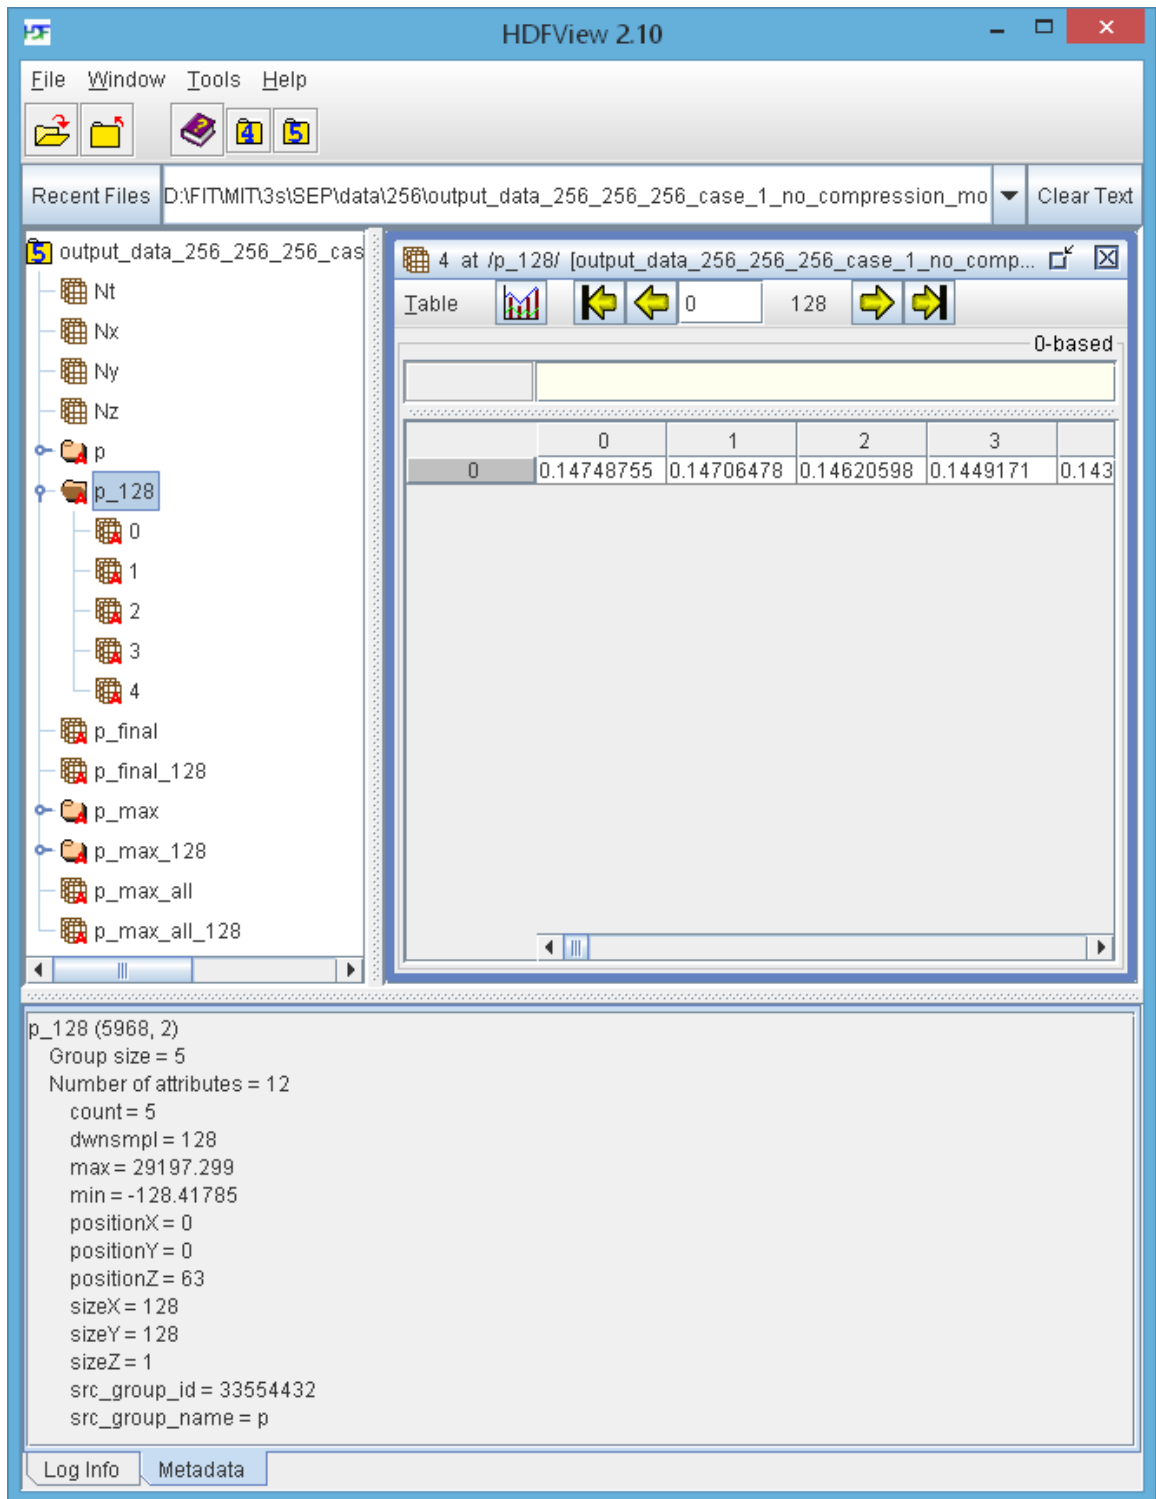 HDFView 2.10
File Window Tools Help
4 5
Recent Files D:\FIT\MIT\3s\SEP\data\256\output_data_256_256_256_case_1_no_compression_mo Clear Text
5 output_data_256_256_256_cas
Nt
Nx
Ny
Nz
p
p_128
0
1
2
3
4
p_final
p_final_128
p_max
p_max_128
p_max_all
p_max_all_128
4 at /p_128/ [output_data_256_256_256_case_1_no_comp...
Table 0 128
0-based
0 1 2 3
0 0.14748755 0.14706478 0.14620598 0.1449171 0.143
p_128 (5968, 2)
Group size = 5
Number of attributes = 12
count = 5
dwnsmpl = 128
max = 29197.299
min = -128.41785
positionX = 0
positionY = 0
positionZ = 63
sizeX = 128
sizeY = 128
sizeZ = 1
src_group_id = 33554432
src_group_name = p
Log Info Metadata